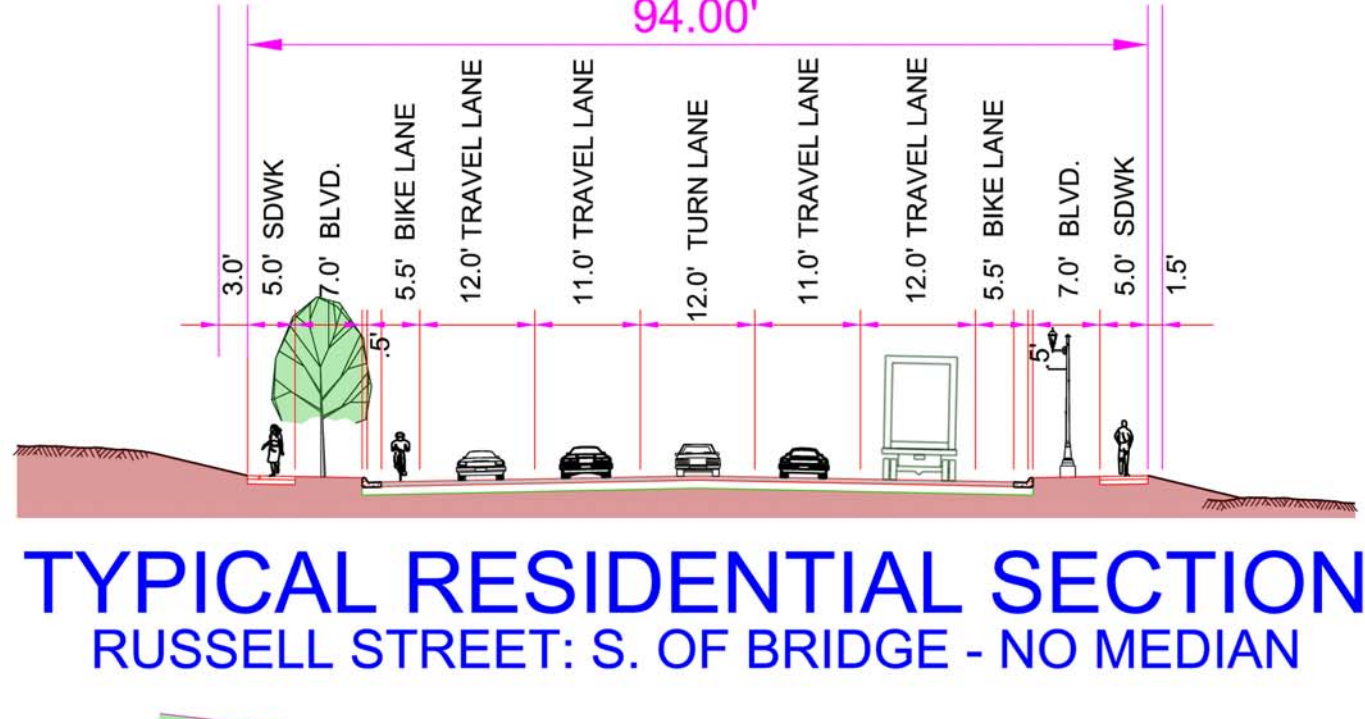 94.00'
3.0'
5.0' SDWK
7.0' BLVD.
.5'
5.5' BIKE LANE
12.0' TRAVEL LANE
11.0' TRAVEL LANE
12.0' TURN LANE
11.0' TRAVEL LANE
12.0' TRAVEL LANE
5.5' BIKE LANE
.5'
7.0' BLVD.
5.0' SDWK
1.5'
TYPICAL RESIDENTIAL SECTION
RUSSELL STREET: S. OF BRIDGE - NO MEDIAN